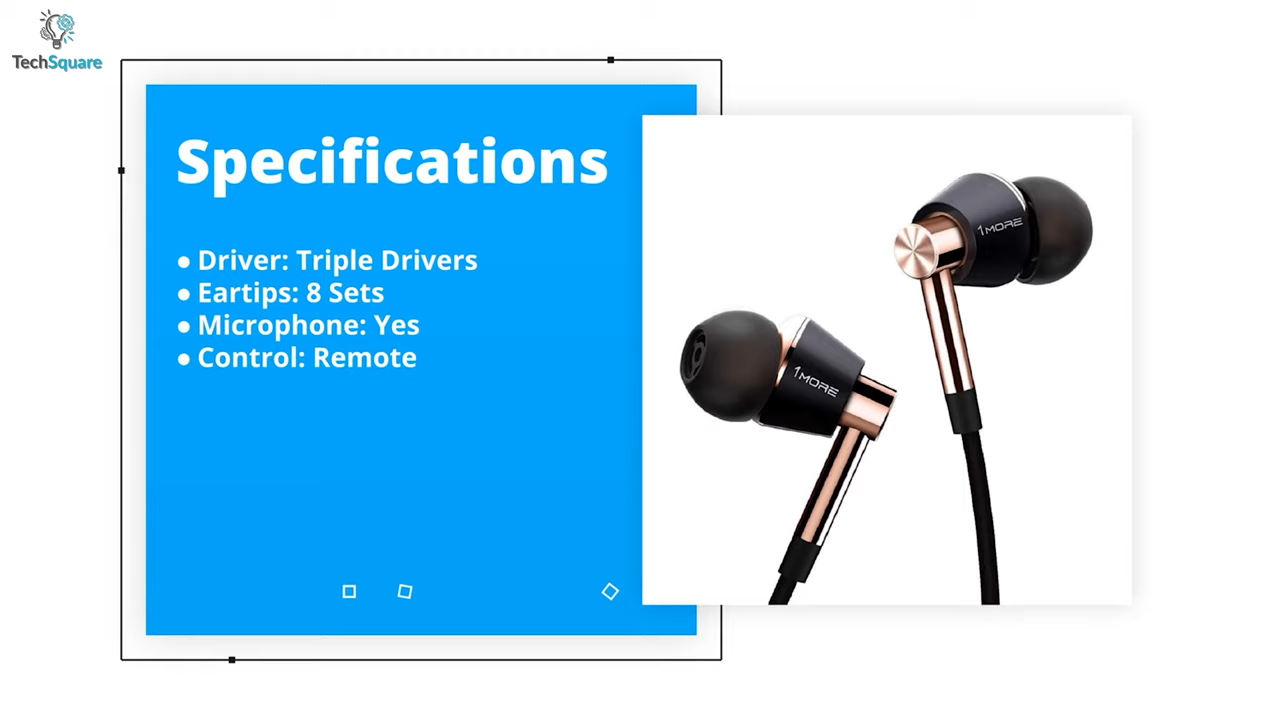 TechSquare
Specifications
● Driver: Triple Drivers
● Eartips: 8 Sets
● Microphone: Yes
● Control: Remote
1MORE
1MORE